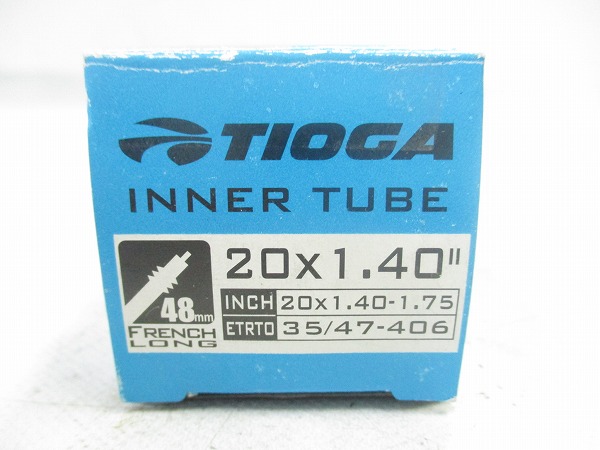 TIOGA
INNER TUBE
48mm
FRENCH
LONG
20x1.40"
INCH 20x1.40-1.75
ETRTO 35/47-406